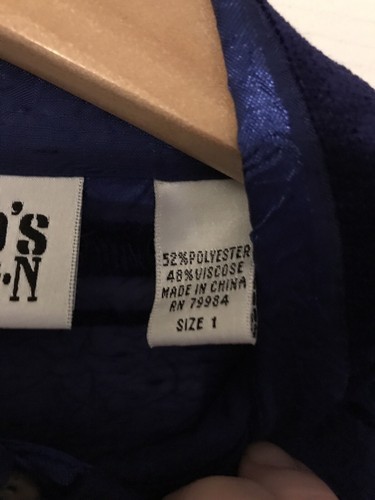 's
N
52%POLYESTER
48%VISCOSE
MADE IN CHINA
RN 79984
SIZE 1